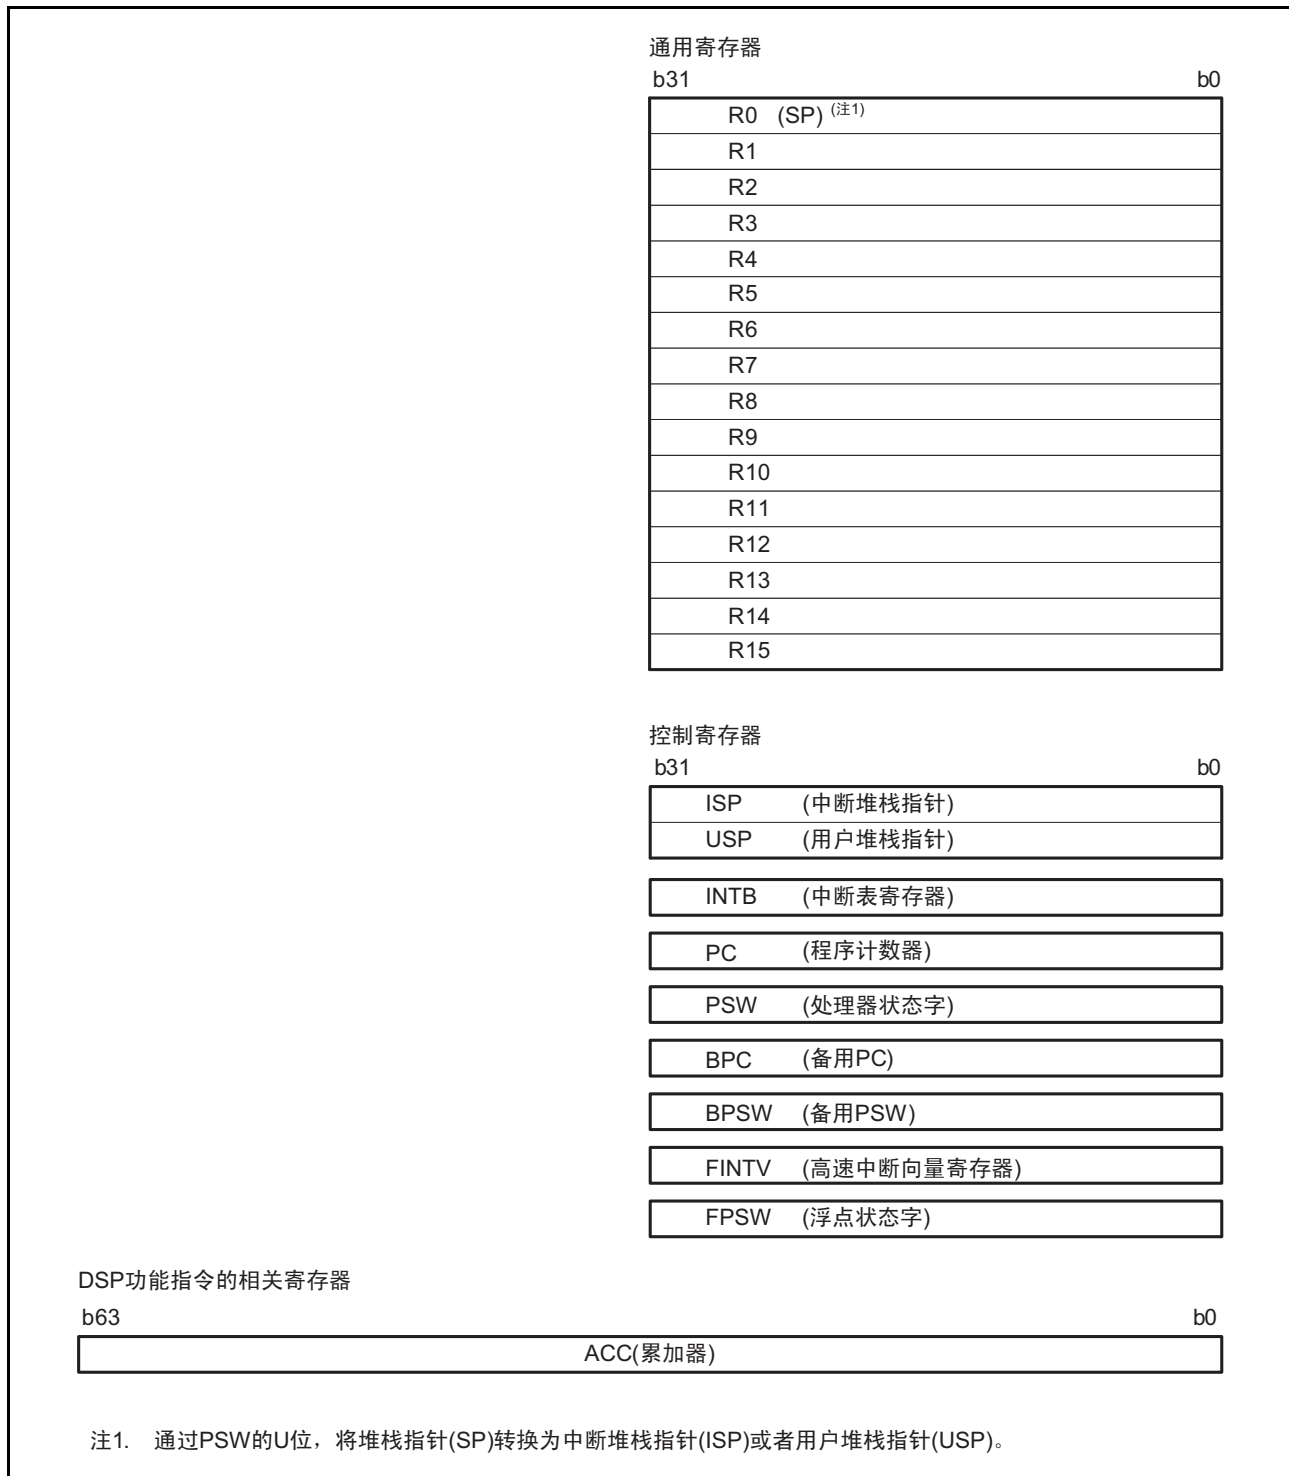 通用寄存器
b31 b0
R0 (SP) (注1)
R1
R2
R3
R4
R5
R6
R7
R8
R9
R10
R11
R12
R13
R14
R15
控制寄存器
b31 b0
ISP (中断堆栈指针)
USP (用户堆栈指针)
INTB (中断表寄存器)
PC (程序计数器)
PSW (处理器状态字)
BPC (备用PC)
BPSW (备用PSW)
FINTV (高速中断向量寄存器)
FPSW (浮点状态字)
DSP功能指令的相关寄存器
b63 b0
ACC(累加器)
注1. 通过PSW的U位，将堆栈指针(SP)转换为中断堆栈指针(ISP)或者用户堆栈指针(USP)。